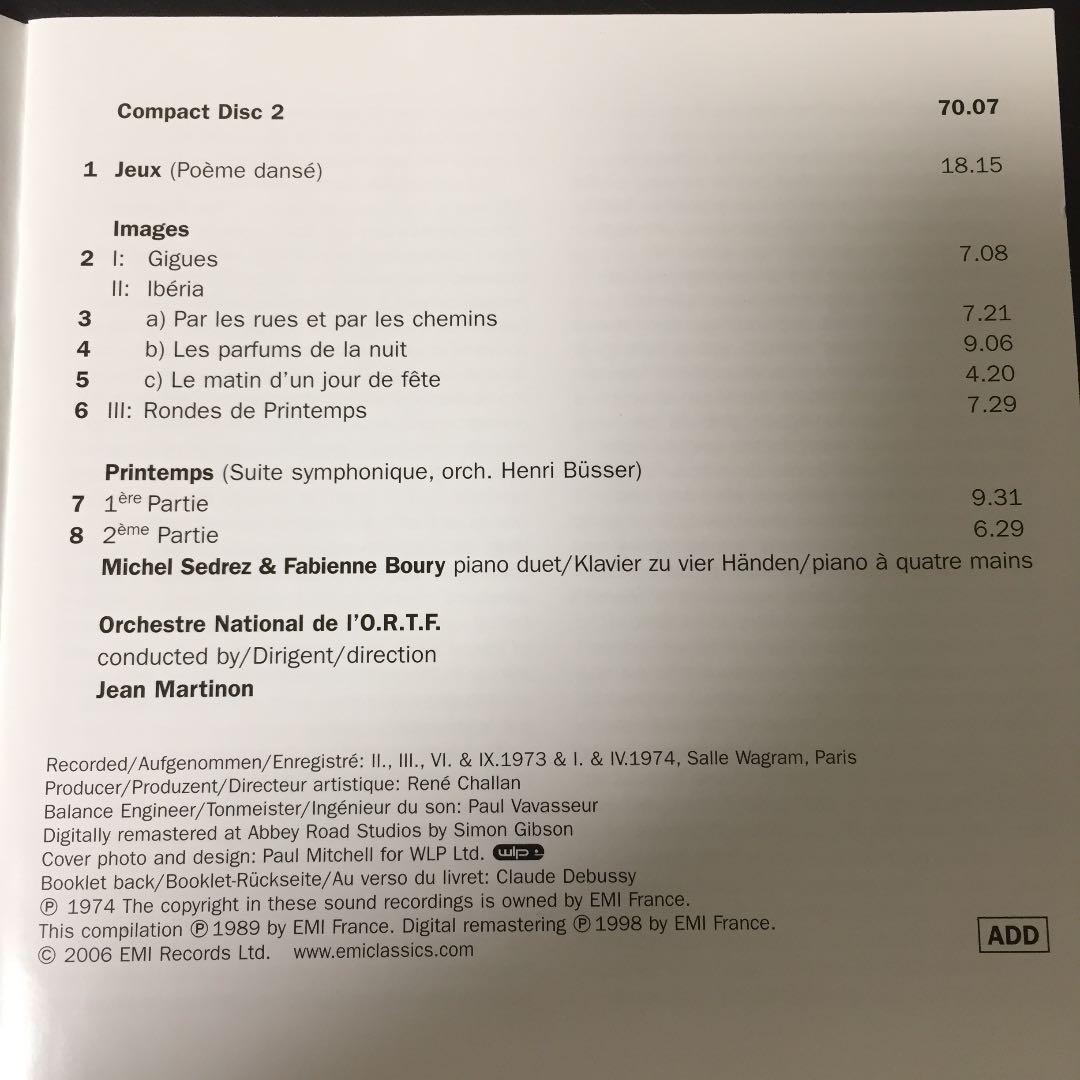 Compact Disc 2 70.07
1 Jeux (Poème dansé) 18.15
Images
2 I: Gigues 7.08
II: Ibéria
3 a) Par les rues et par les chemins 7.21
4 b) Les parfums de la nuit 9.06
5 c) Le matin d'un jour de fête 4.20
6 III: Rondes de Printemps 7.29
Printemps (Suite symphonique, orch. Henri Büsser)
7 1ère Partie 9.31
8 2ème Partie 6.29
Michel Sedrez & Fabienne Boury piano duet/Klavier zu vier Händen/piano à quatre mains
Orchestre National de l'O.R.T.F.
conducted by/Dirigent/direction
Jean Martinon
Recorded/Aufgenommen/Enregistré: II., III., VI. & IX.1973 & I. & IV.1974, Salle Wagram, Paris
Producer/Produzent/Directeur artistique: René Challan
Balance Engineer/Tonmeister/Ingénieur du son: Paul Vavasseur
Digitally remastered at Abbey Road Studios by Simon Gibson
Cover photo and design: Paul Mitchell for WLP Ltd. wlp
Booklet back/Booklet-Rückseite/Au verso du livret: Claude Debussy
℗ 1974 The copyright in these sound recordings is owned by EMI France.
This compilation ℗ 1989 by EMI France. Digital remastering ℗ 1998 by EMI France.
© 2006 EMI Records Ltd. www.emiclassics.com
ADD